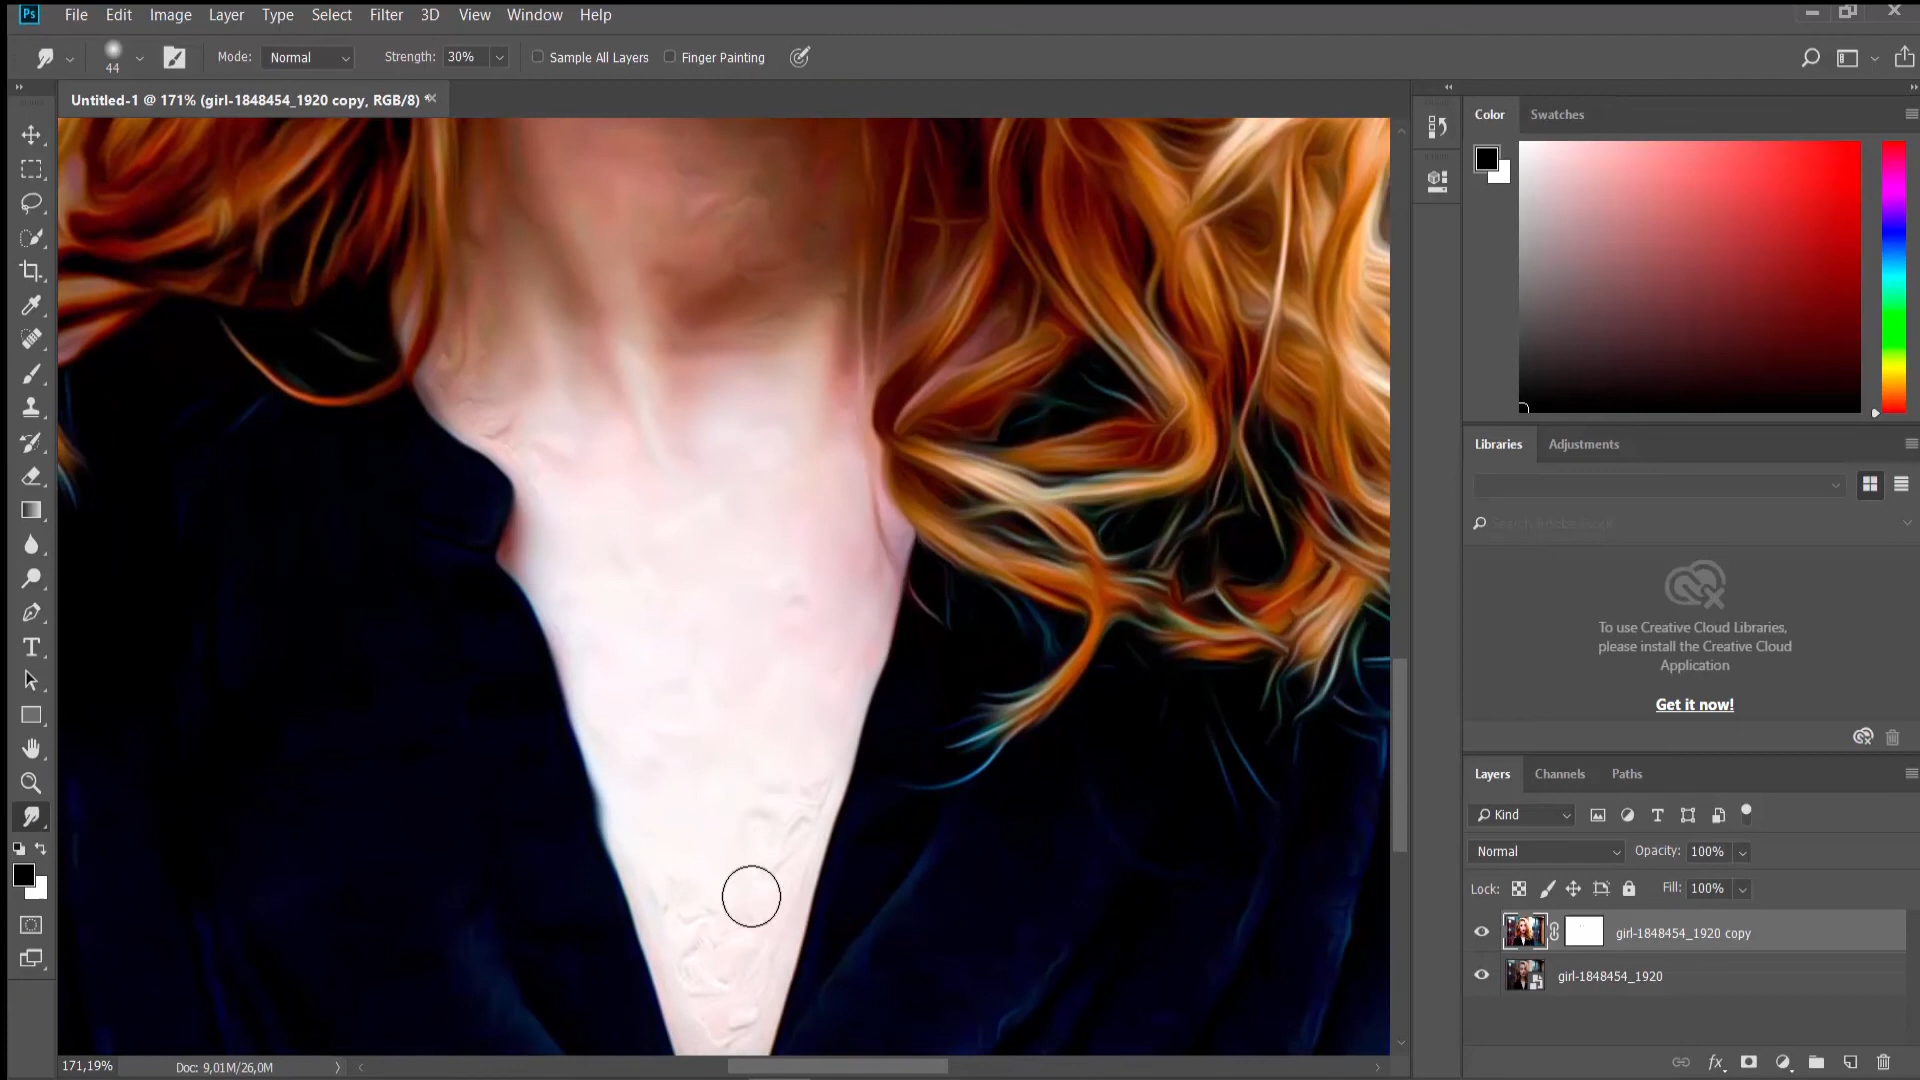 Ps File Edit Image Layer Type Select Filter 3D View Window Help
44 Mode: Normal Strength: 30% Sample All Layers Finger Painting
Untitled-1 @ 171% (girl-1848454_1920 copy, RGB/8) *
Color Swatches
Libraries Adjustments
To use Creative Cloud Libraries,
please install the Creative Cloud
Application
Get it now!
Layers Channels Paths
Kind
Normal Opacity: 100%
Lock: Fill: 100%
girl-1848454_1920 copy
girl-1848454_1920
fx
171,19% Doc: 9,01M/26,0M